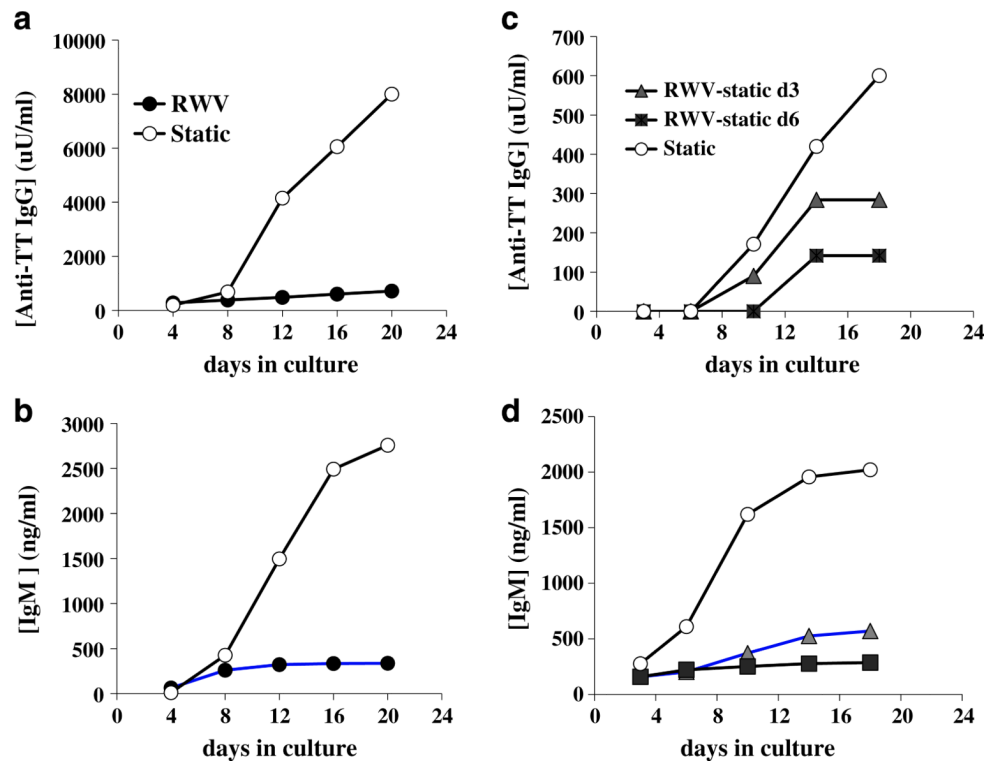 a
[Anti-TT IgG] (uU/ml)
10000
8000
6000
4000
2000
0
RWV
Static
0 4 8 12 16 20 24
days in culture
c
[Anti-TT IgG] (uU/ml)
700
600
500
400
300
200
100
0
RWV-static d3
RWV-static d6
Static
0 4 8 12 16 20 24
days in culture
b
[IgM ] (ng/ml)
3000
2500
2000
1500
1000
500
0
0 4 8 12 16 20 24
days in culture
d
[IgM] (ng/ml)
2500
2000
1500
1000
500
0
0 4 8 12 16 20 24
days in culture